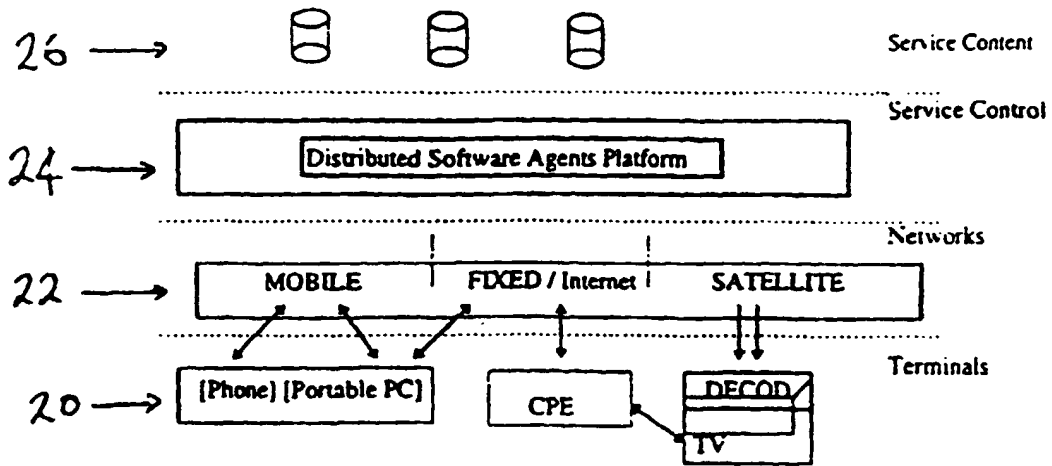 26
Service Content
Service Control
24
Distributed Software Agents Platform
Networks
22
MOBILE
FIXED / Internet
SATELLITE
Terminals
20
[Phone] [Portable PC]
CPE
DECOD
TV